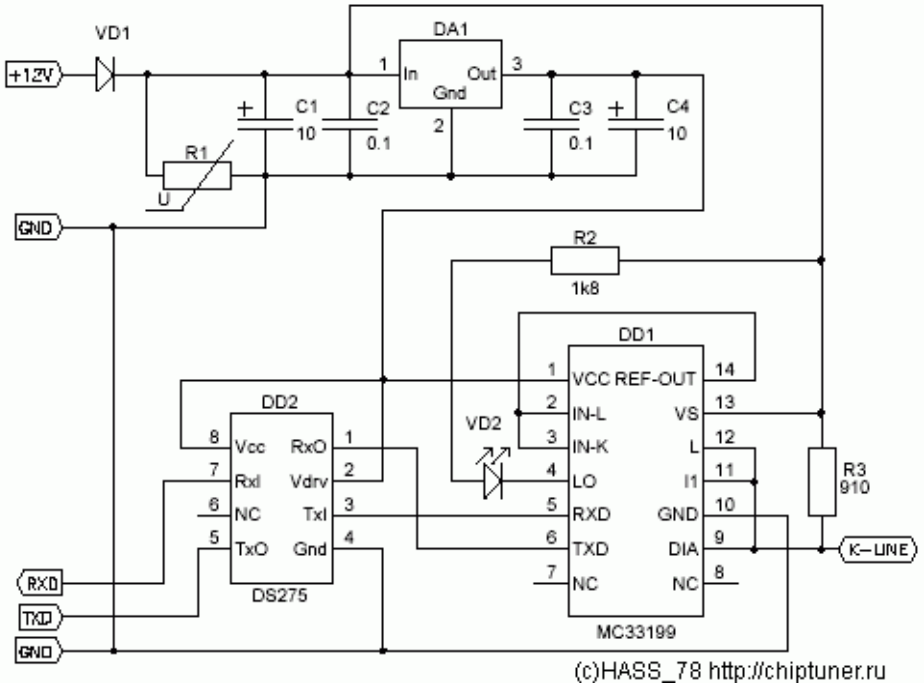 VD1
DA1
+12V
1 In Out 3
Gnd
2
+ C1
10
C2
0.1
C3
0.1
+ C4
10
R1
U
GND
R2
1k8
DD1
1 VCC REF-OUT 14
2 IN-L VS 13
3 IN-K L 12
4 LO I1 11
5 RXD GND 10
6 TXD DIA 9
7 NC NC 8
MC33199
VD2
DD2
8 Vcc RxO 1
7 RxI Vdrv 2
6 NC TxI 3
5 TxO Gnd 4
DS275
R3
910
K-LINE
RXD
TXD
GND
(c)HASS_78 http://chiptuner.ru